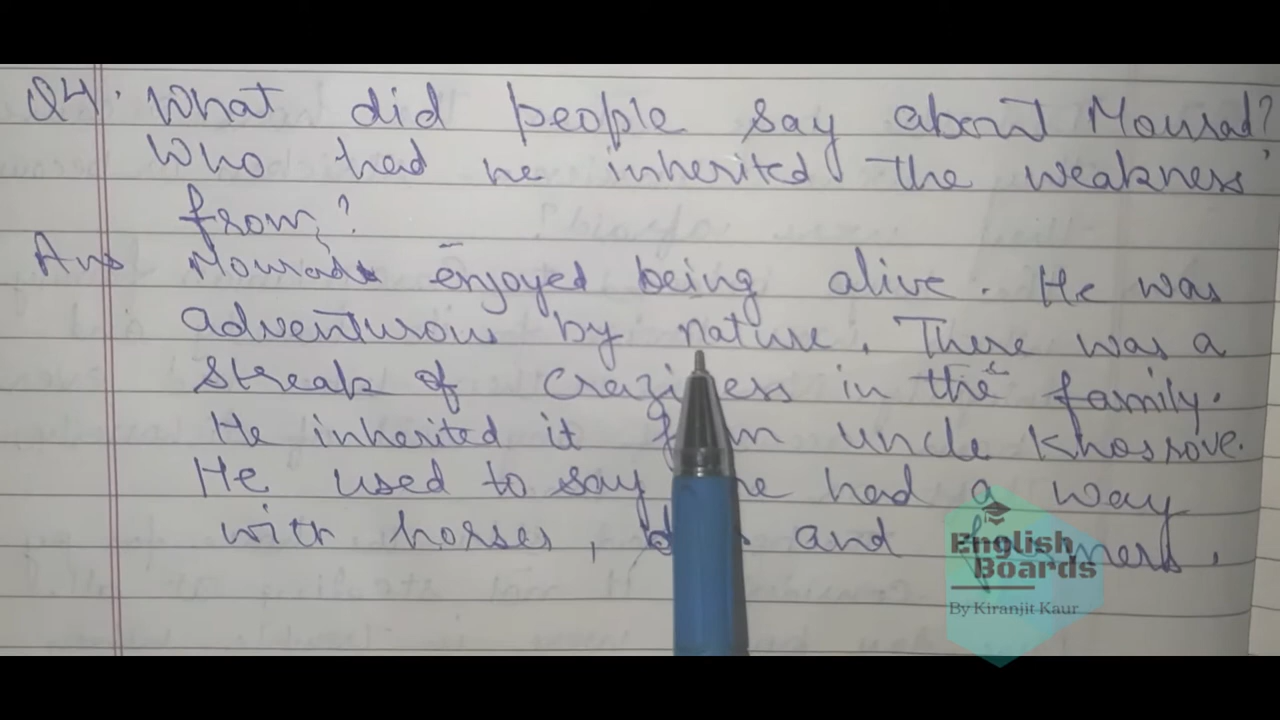 Q4. What did people say about Mourad?
Who had he inherited the weakness
from?
Ans Mourad enjoyed being alive. He was
adventurous by nature. There was a
streak of craziness in the family.
He inherited it from uncle Khosrove.
He used to say he had a way
with horses, and farmers.
English
Boards
By Kiranjit Kaur